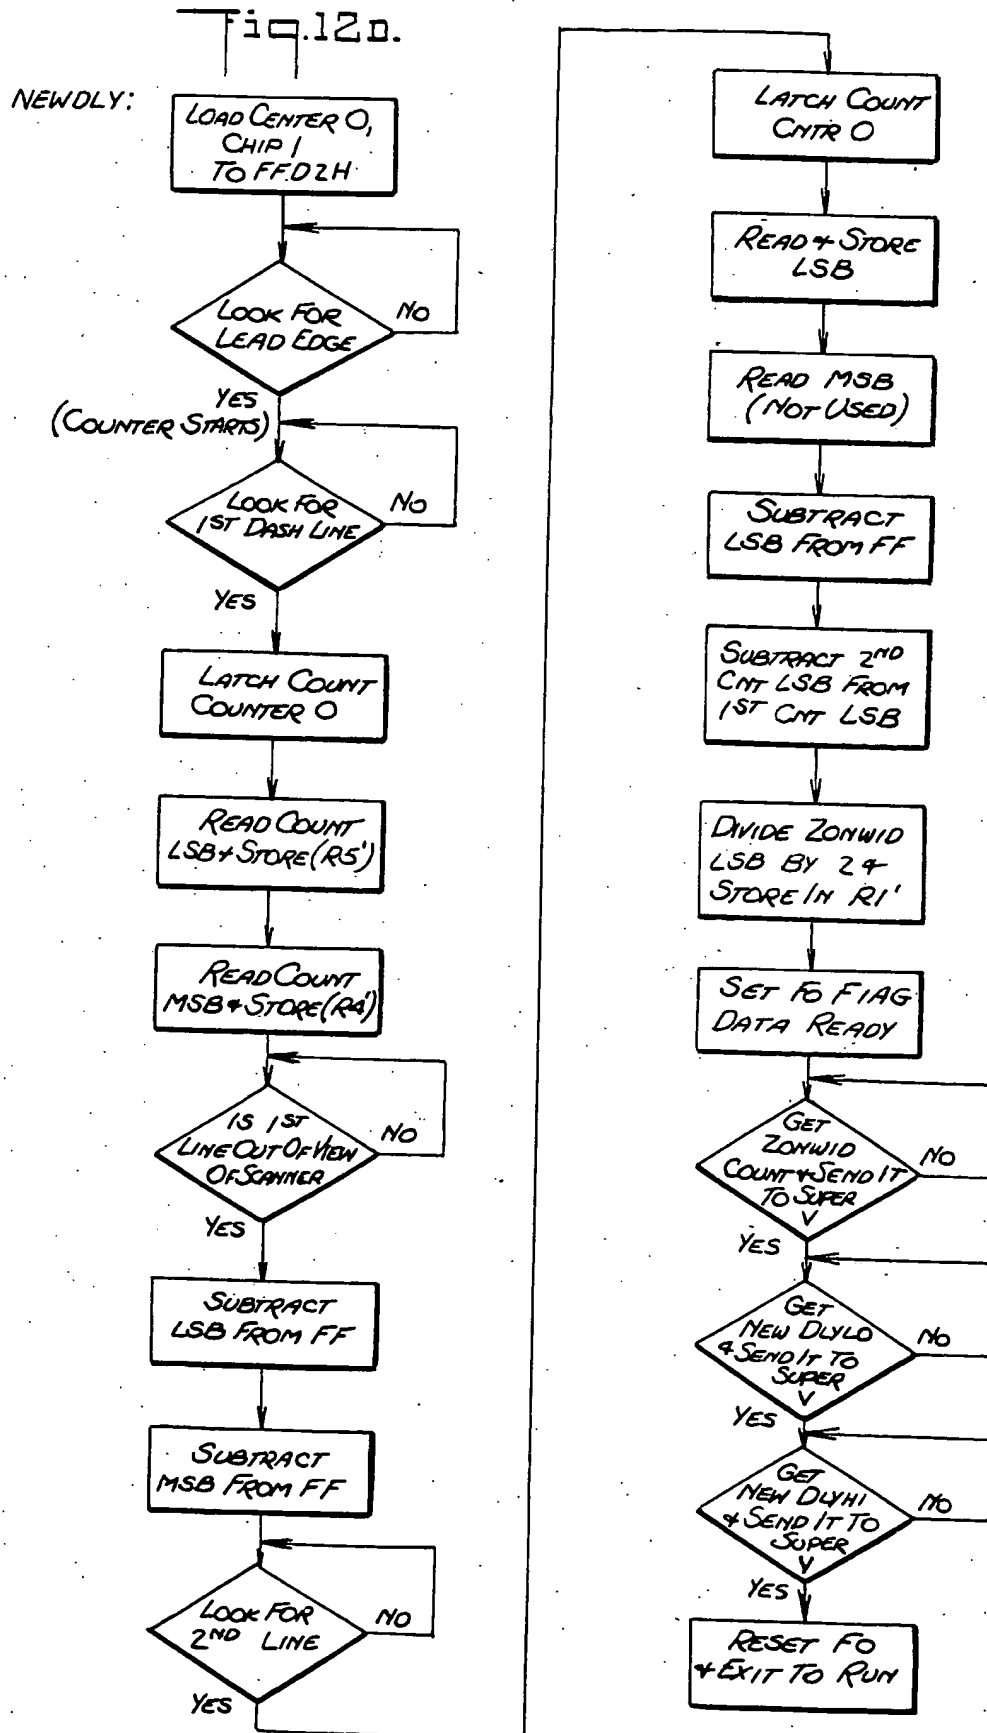 Fig.12D.
NEWDLY:
LOAD CENTER 0,
CHIP 1
TO FFD2H
LOOK FOR
LEAD EDGE
NO
YES
(COUNTER STARTS)
LOOK FOR
1ST DASH LINE
NO
YES
LATCH COUNT
COUNTER 0
READ COUNT
LSB & STORE (R5')
READ COUNT
MSB & STORE (R4')
IS 1ST
LINE OUT OF VIEW
OF SCANNER
NO
YES
SUBTRACT
LSB FROM FF
SUBTRACT
MSB FROM FF
LOOK FOR
2ND LINE
NO
YES
LATCH COUNT
CNTR 0
READ & STORE
LSB
READ MSB
(NOT USED)
SUBTRACT
LSB FROM FF
SUBTRACT 2ND
CNT LSB FROM
1ST CNT LSB
DIVIDE ZONWID
LSB BY 2 &
STORE IN R1'
SET F0 FLAG
DATA READY
GET
ZONWID
COUNT & SEND IT
TO SUPER
V
NO
YES
GET
NEW DLYLO
& SEND IT TO
SUPER
V
NO
YES
GET
NEW DLYHI
& SEND IT TO
SUPER
V
NO
YES
RESET F0
& EXIT TO RUN